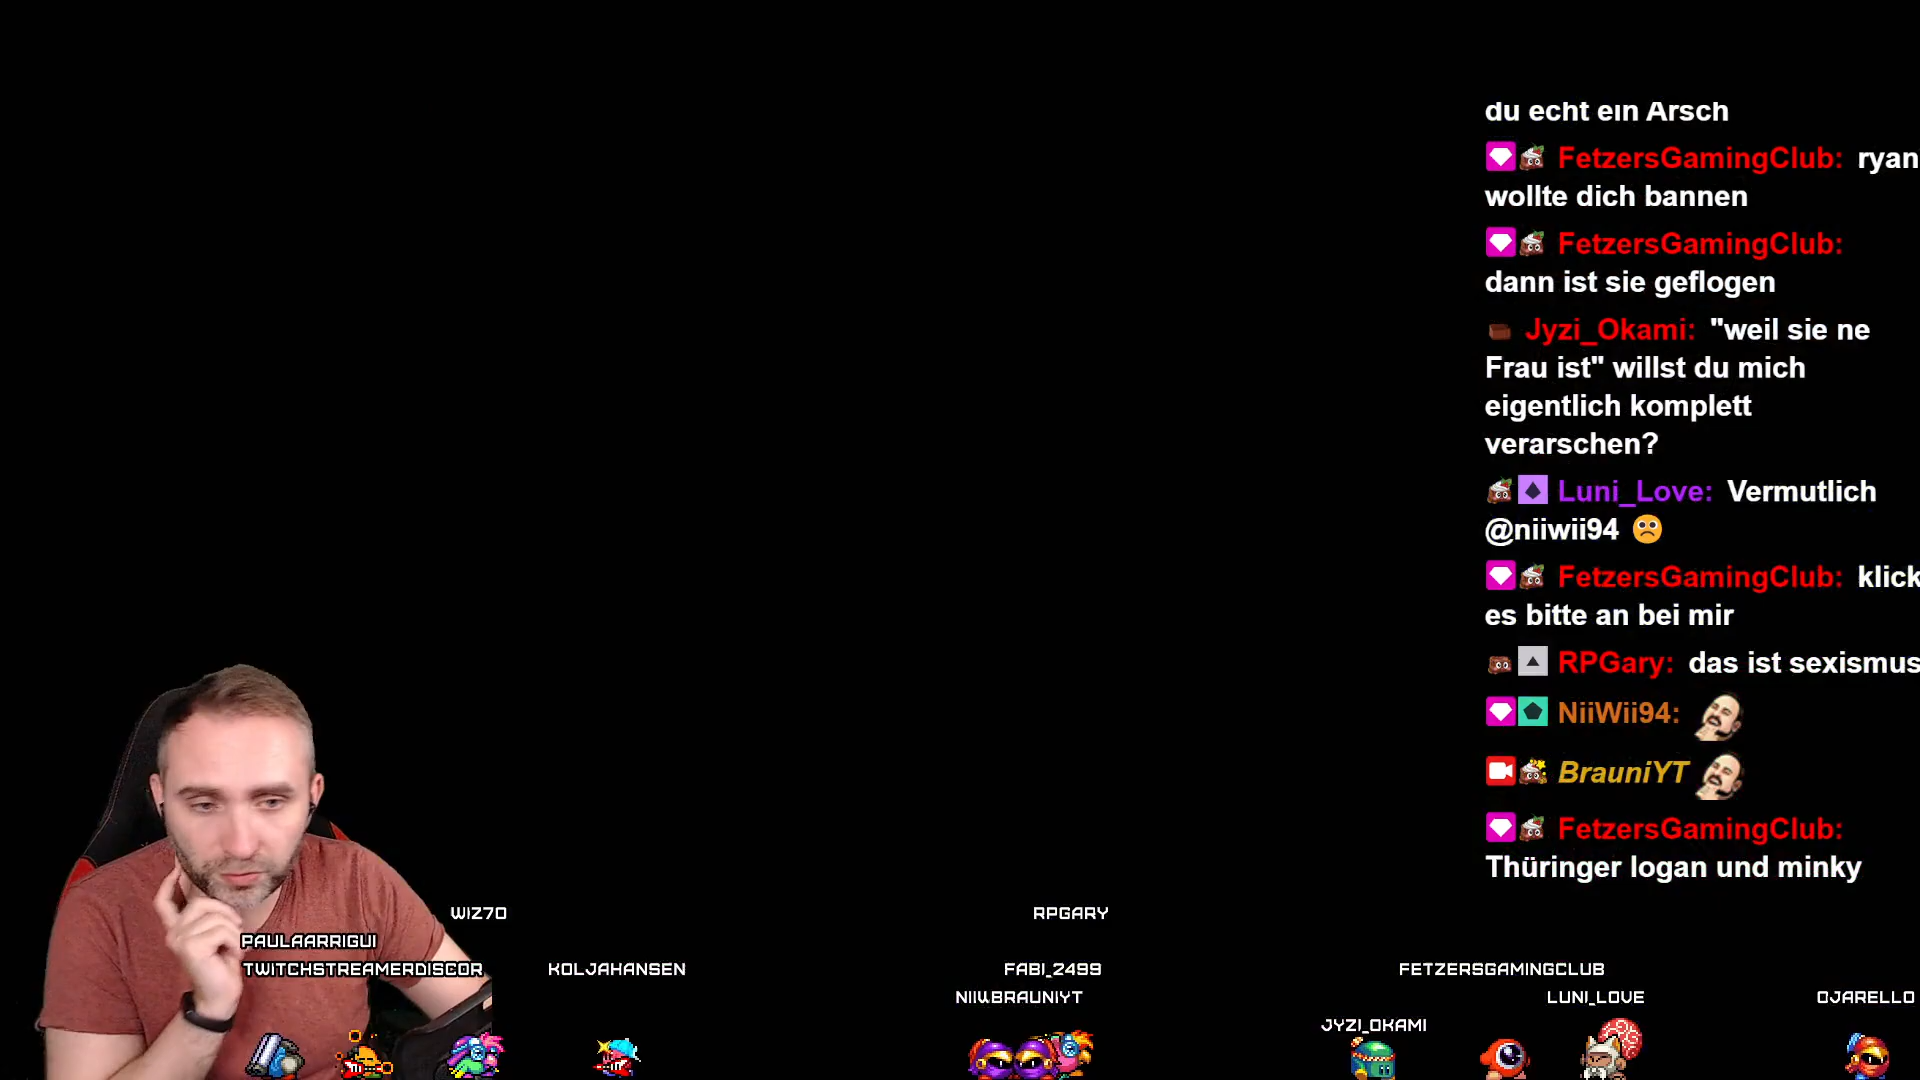 du echt ein Arsch
FetzersGamingClub: ryan
wollte dich bannen
FetzersGamingClub:
dann ist sie geflogen
Jyzi_Okami: "weil sie ne
Frau ist" willst du mich
eigentlich komplett
verarschen?
Luni_Love: Vermutlich
@niiwii94
FetzersGamingClub: klick
es bitte an bei mir
RPGary: das ist sexismus
NiiWii94:
BrauniYT
FetzersGamingClub:
Thüringer logan und minky
WIZ70
RPGARY
PAULAARRIGUI
TWITCHSTREAMERDISCOR
KOLJAHANSEN
FABI_2499
FETZERSGAMINGCLUB
NIIWBRAUNIYT
LUNI_LOVE
OJARELLO
JYZI_OKAMI